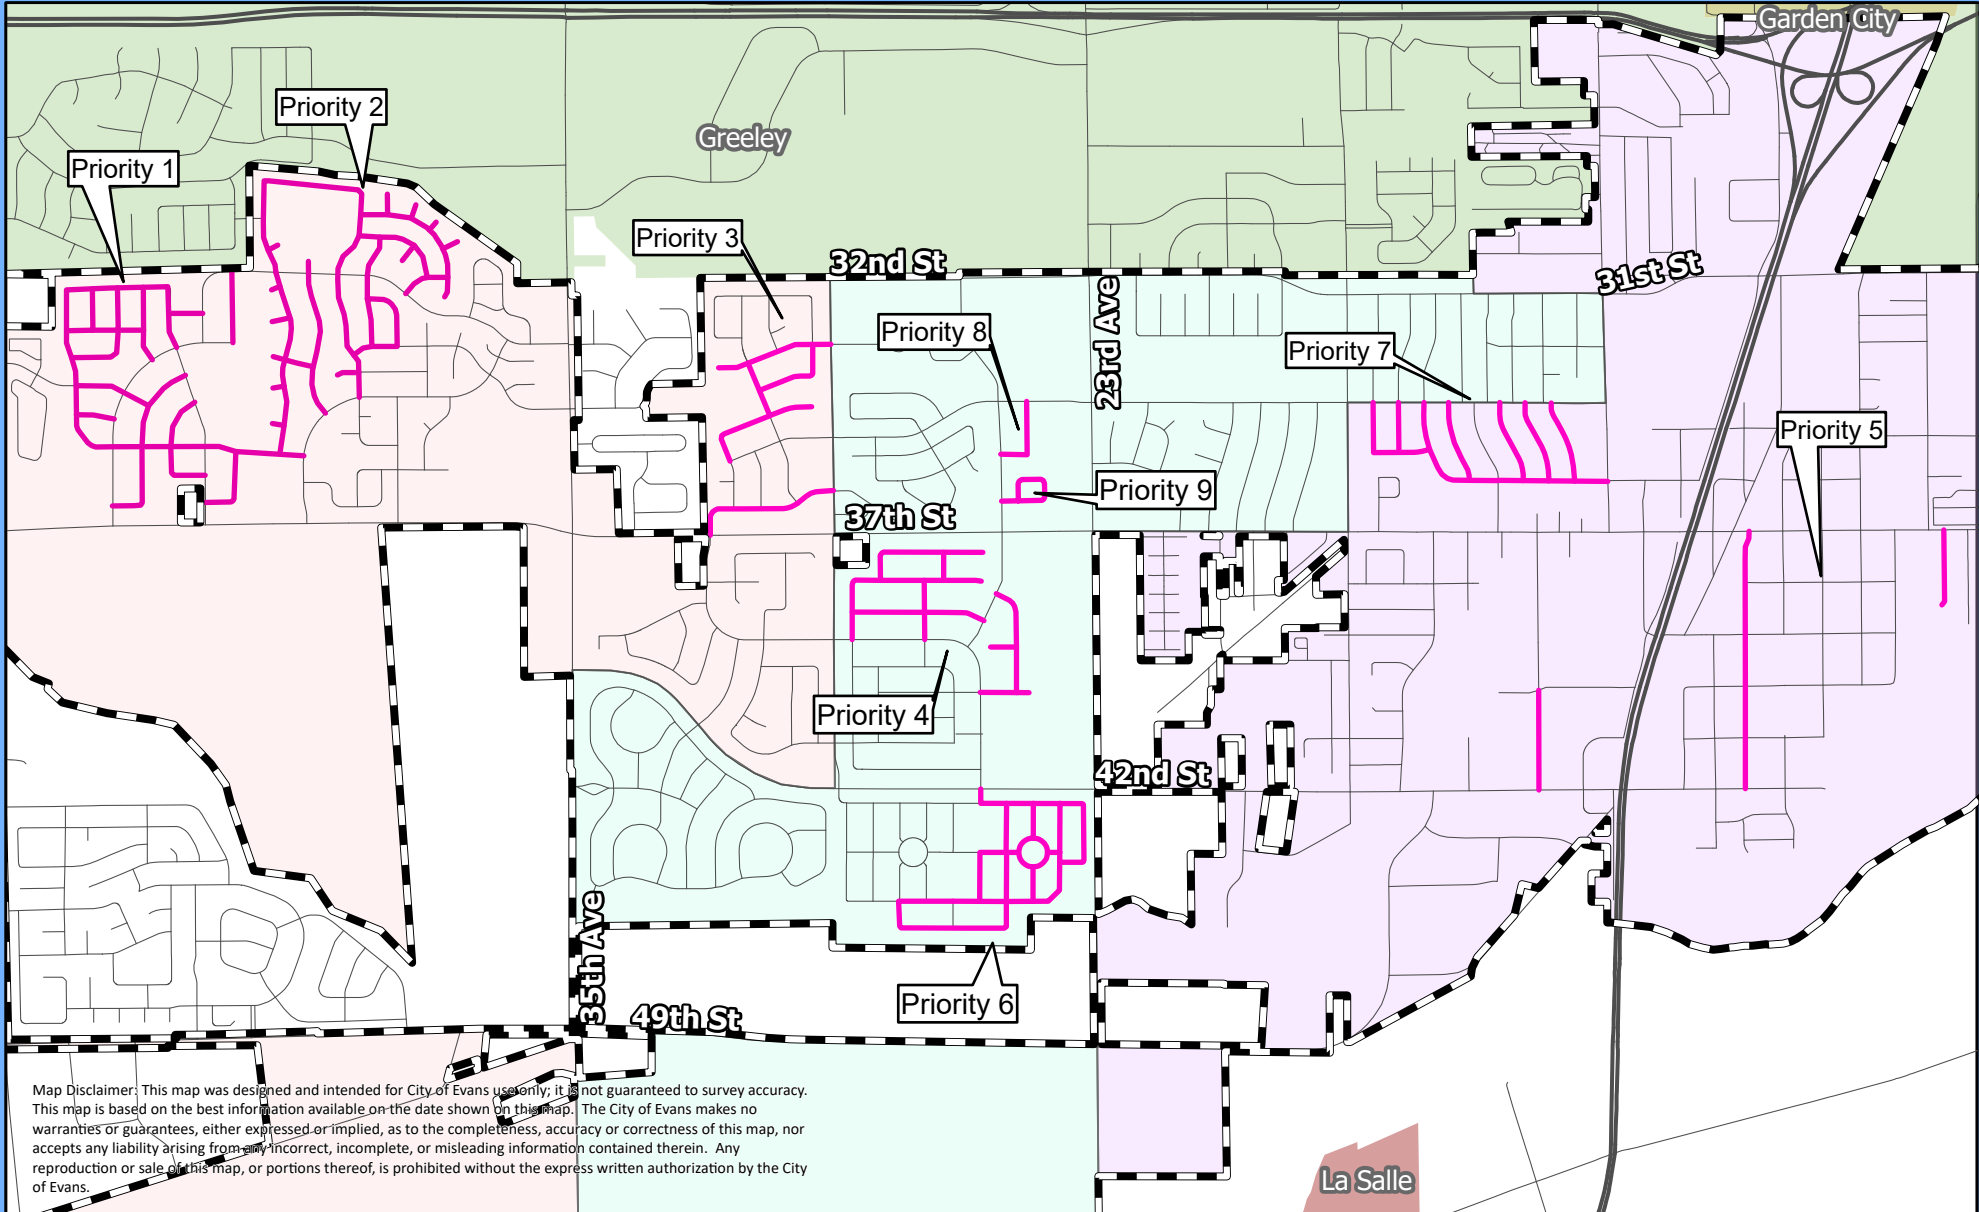 Garden City
Priority 2
Greeley
Priority 1
Priority 3
32nd St
31st St
23rd Ave
Priority 8
Priority 7
Priority 5
Priority 9
37th St
Priority 4
42nd St
35th Ave
Priority 6
49th St
Map Disclaimer: This map was designed and intended for City of Evans use only; it is not guaranteed to survey accuracy.
This map is based on the best information available on the date shown on this map. The City of Evans makes no
warranties or guarantees, either expressed or implied, as to the completeness, accuracy or correctness of this map, nor
accepts any liability arising from any incorrect, incomplete, or misleading information contained therein. Any
reproduction or sale of this map, or portions thereof, is prohibited without the express written authorization by the City
of Evans.
La Salle